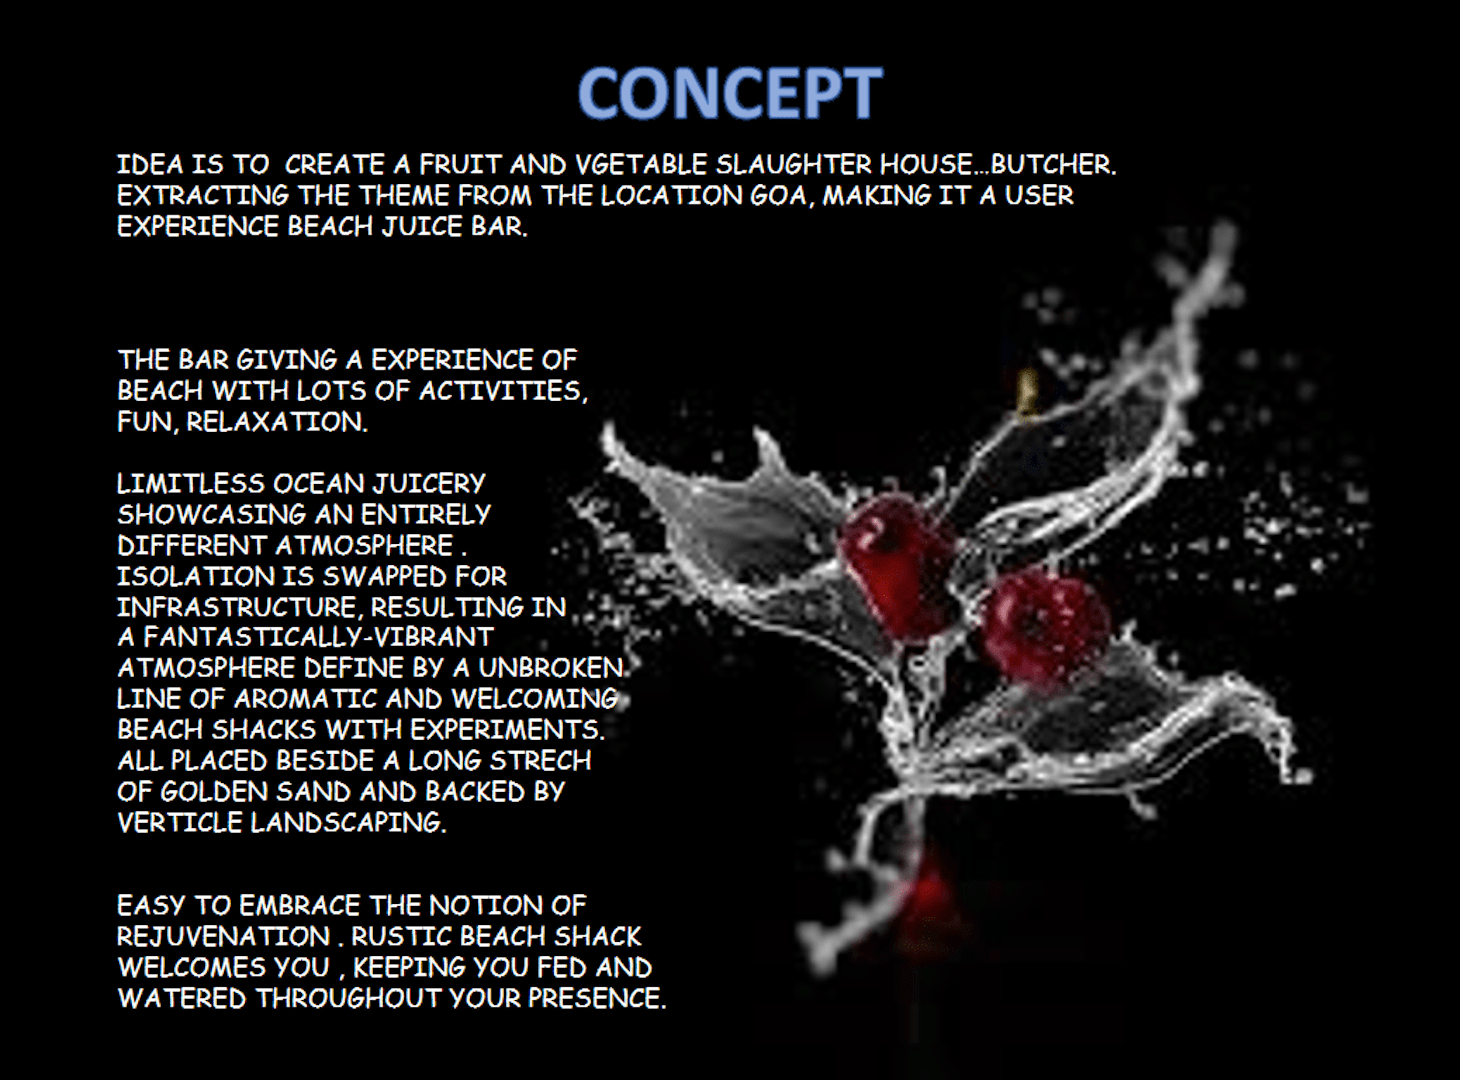 CONCEPT
IDEA IS TO  CREATE A FRUIT AND VGETABLE SLAUGHTER HOUSE...BUTCHER.
EXTRACTING THE THEME FROM THE LOCATION GOA, MAKING IT A USER
EXPERIENCE BEACH JUICE BAR.
THE BAR GIVING A EXPERIENCE OF
BEACH WITH LOTS OF ACTIVITIES,
FUN, RELAXATION.
LIMITLESS OCEAN JUICERY
SHOWCASING AN ENTIRELY
DIFFERENT ATMOSPHERE .
ISOLATION IS SWAPPED FOR
INFRASTRUCTURE, RESULTING IN
A FANTASTICALLY-VIBRANT
ATMOSPHERE DEFINE BY A UNBROKEN
LINE OF AROMATIC AND WELCOMING
BEACH SHACKS WITH EXPERIMENTS.
ALL PLACED BESIDE A LONG STRECH
OF GOLDEN SAND AND BACKED BY
VERTICLE LANDSCAPING.
EASY TO EMBRACE THE NOTION OF
REJUVENATION . RUSTIC BEACH SHACK
WELCOMES YOU , KEEPING YOU FED AND
WATERED THROUGHOUT YOUR PRESENCE.